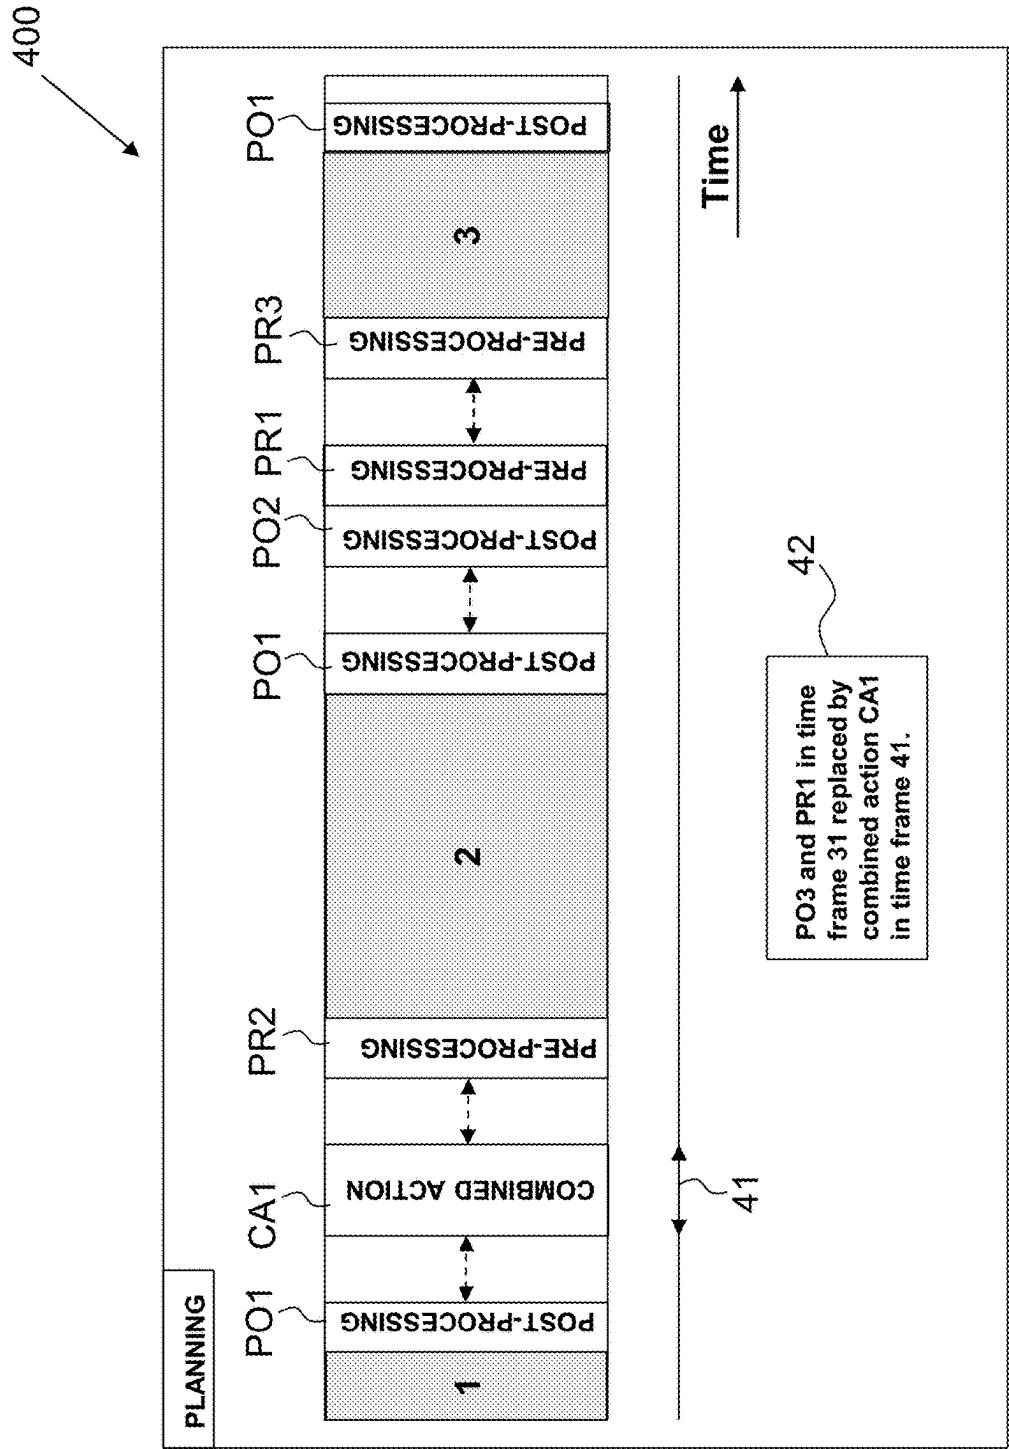 400
PLANNING
PO1
CA1
PR2
PO1
PO2
PR1
PR3
PO1
1
POST-PROCESSING
COMBINED ACTION
PRE-PROCESSING
2
POST-PROCESSING
POST-PROCESSING
PRE-PROCESSING
PRE-PROCESSING
3
POST-PROCESSING
41
Time
PO3 and PR1 in time
frame 31 replaced by
combined action CA1
in time frame 41.
42